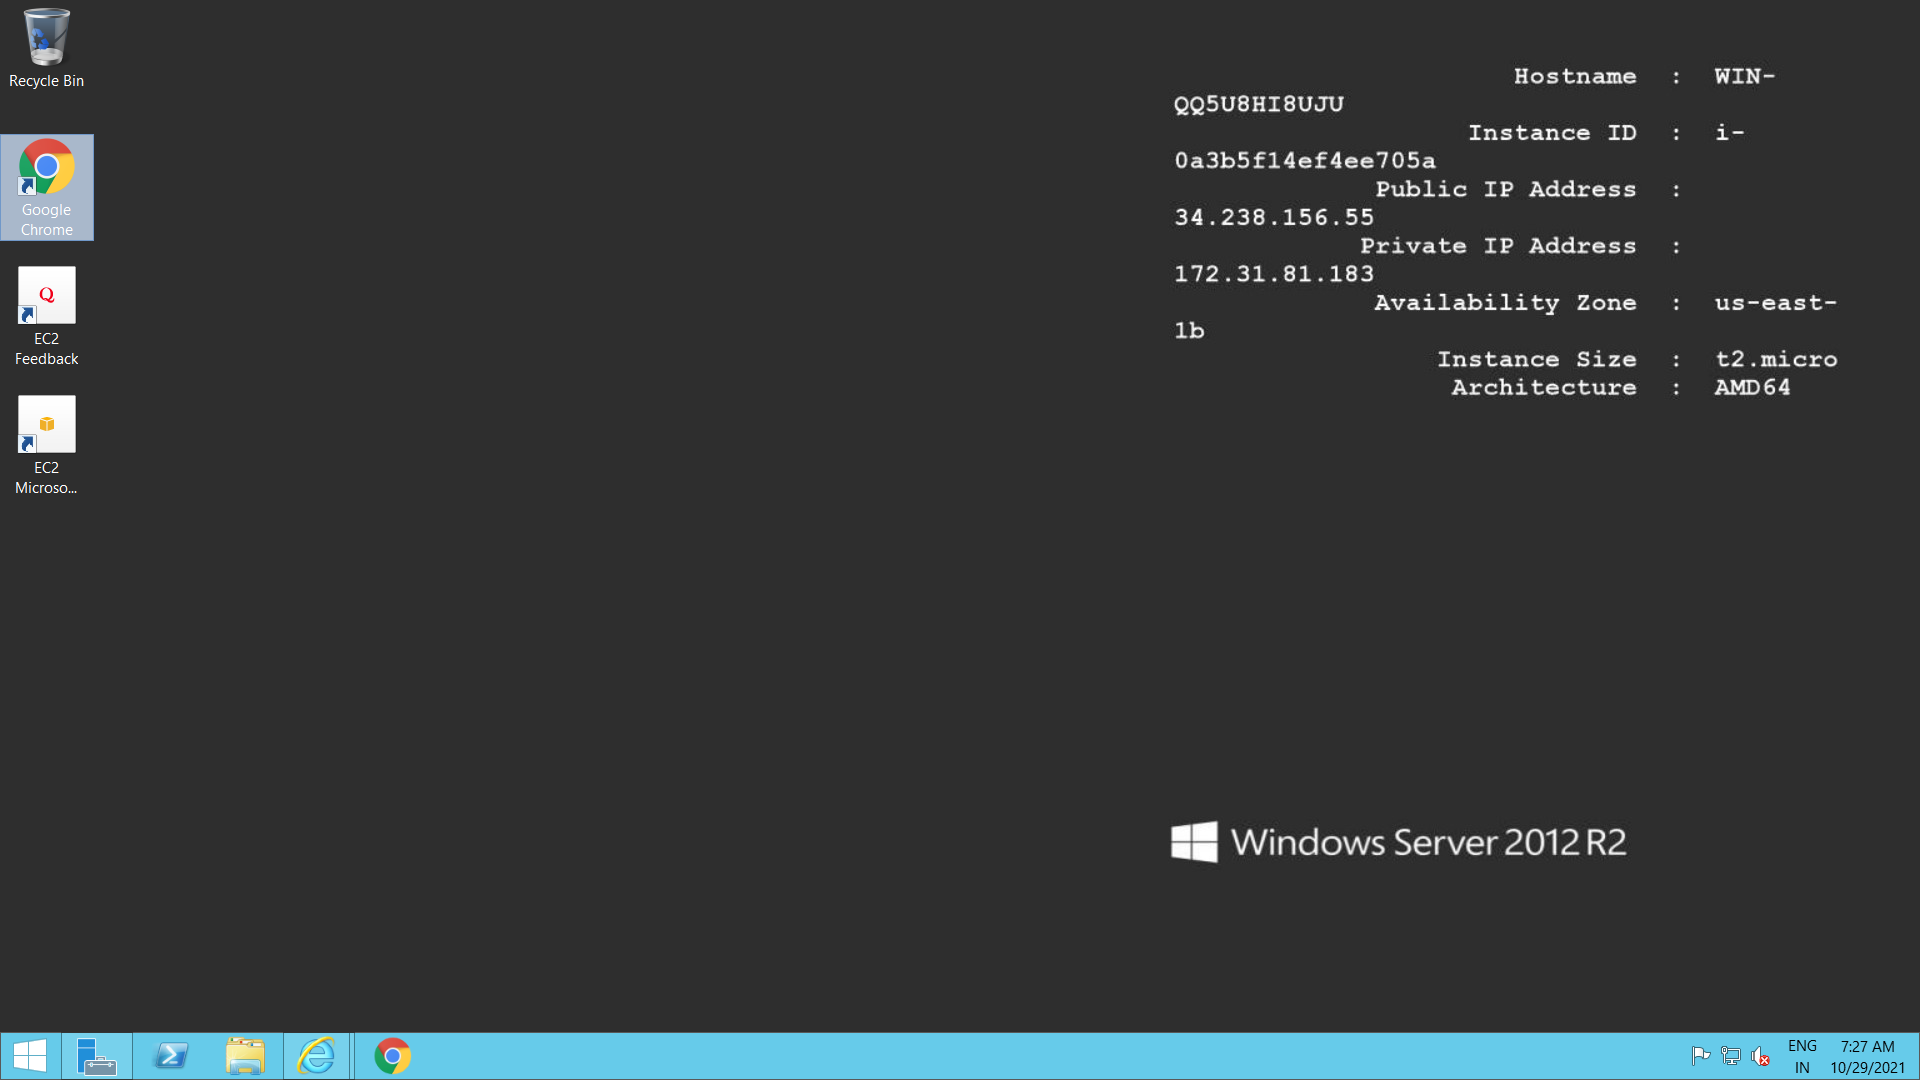 Recycle Bin
Google
Chrome
EC2
Feedback
EC2
Microso...
Hostname : WIN-
QQ5U8HI8UJU
Instance ID : i-
0a3b5f14ef4ee705a
Public IP Address :
34.238.156.55
Private IP Address :
172.31.81.183
Availability Zone : us-east-
1b
Instance Size : t2.micro
Architecture : AMD64
Windows Server 2012 R2
ENG
IN
7:27 AM
10/29/2021